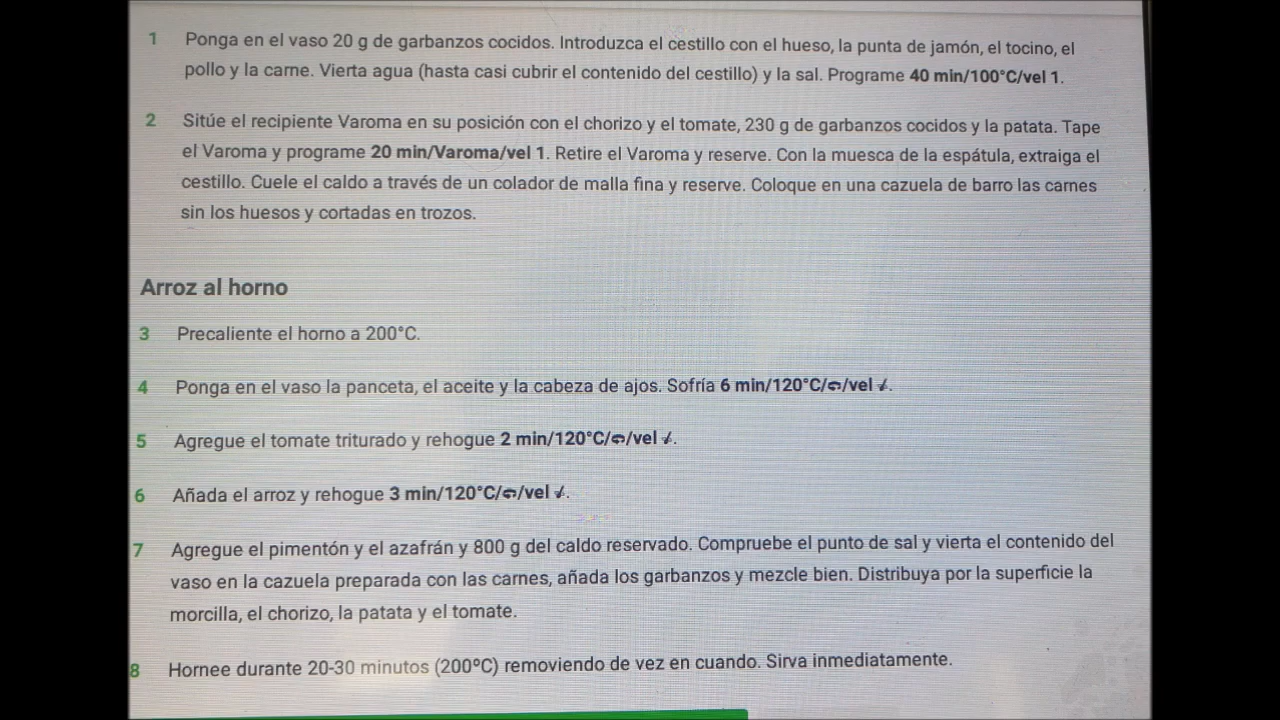 1 Ponga en el vaso 20 g de garbanzos cocidos. Introduzca el cestillo con el hueso, la punta de jamón, el tocino, el
pollo y la carne. Vierta agua (hasta casi cubrir el contenido del cestillo) y la sal. Programe 40 min/100°C/vel 1.
2 Sitúe el recipiente Varoma en su posición con el chorizo y el tomate, 230 g de garbanzos cocidos y la patata. Tape
el Varoma y programe 20 min/Varoma/vel 1. Retire el Varoma y reserve. Con la muesca de la espátula, extraiga el
cestillo. Cuele el caldo a través de un colador de malla fina y reserve. Coloque en una cazuela de barro las carnes
sin los huesos y cortadas en trozos.
Arroz al horno
3 Precaliente el horno a 200°C.
4 Ponga en el vaso la panceta, el aceite y la cabeza de ajos. Sofría 6 min/120°C//vel .
5 Agregue el tomate triturado y rehogue 2 min/120°C//vel .
6 Añada el arroz y rehogue 3 min/120°C//vel .
7 Agregue el pimentón y el azafrán y 800 g del caldo reservado. Compruebe el punto de sal y vierta el contenido del
vaso en la cazuela preparada con las carnes, añada los garbanzos y mezcle bien. Distribuya por la superficie la
morcilla, el chorizo, la patata y el tomate.
8 Hornee durante 20-30 minutos (200ºC) removiendo de vez en cuando. Sirva inmediatamente.